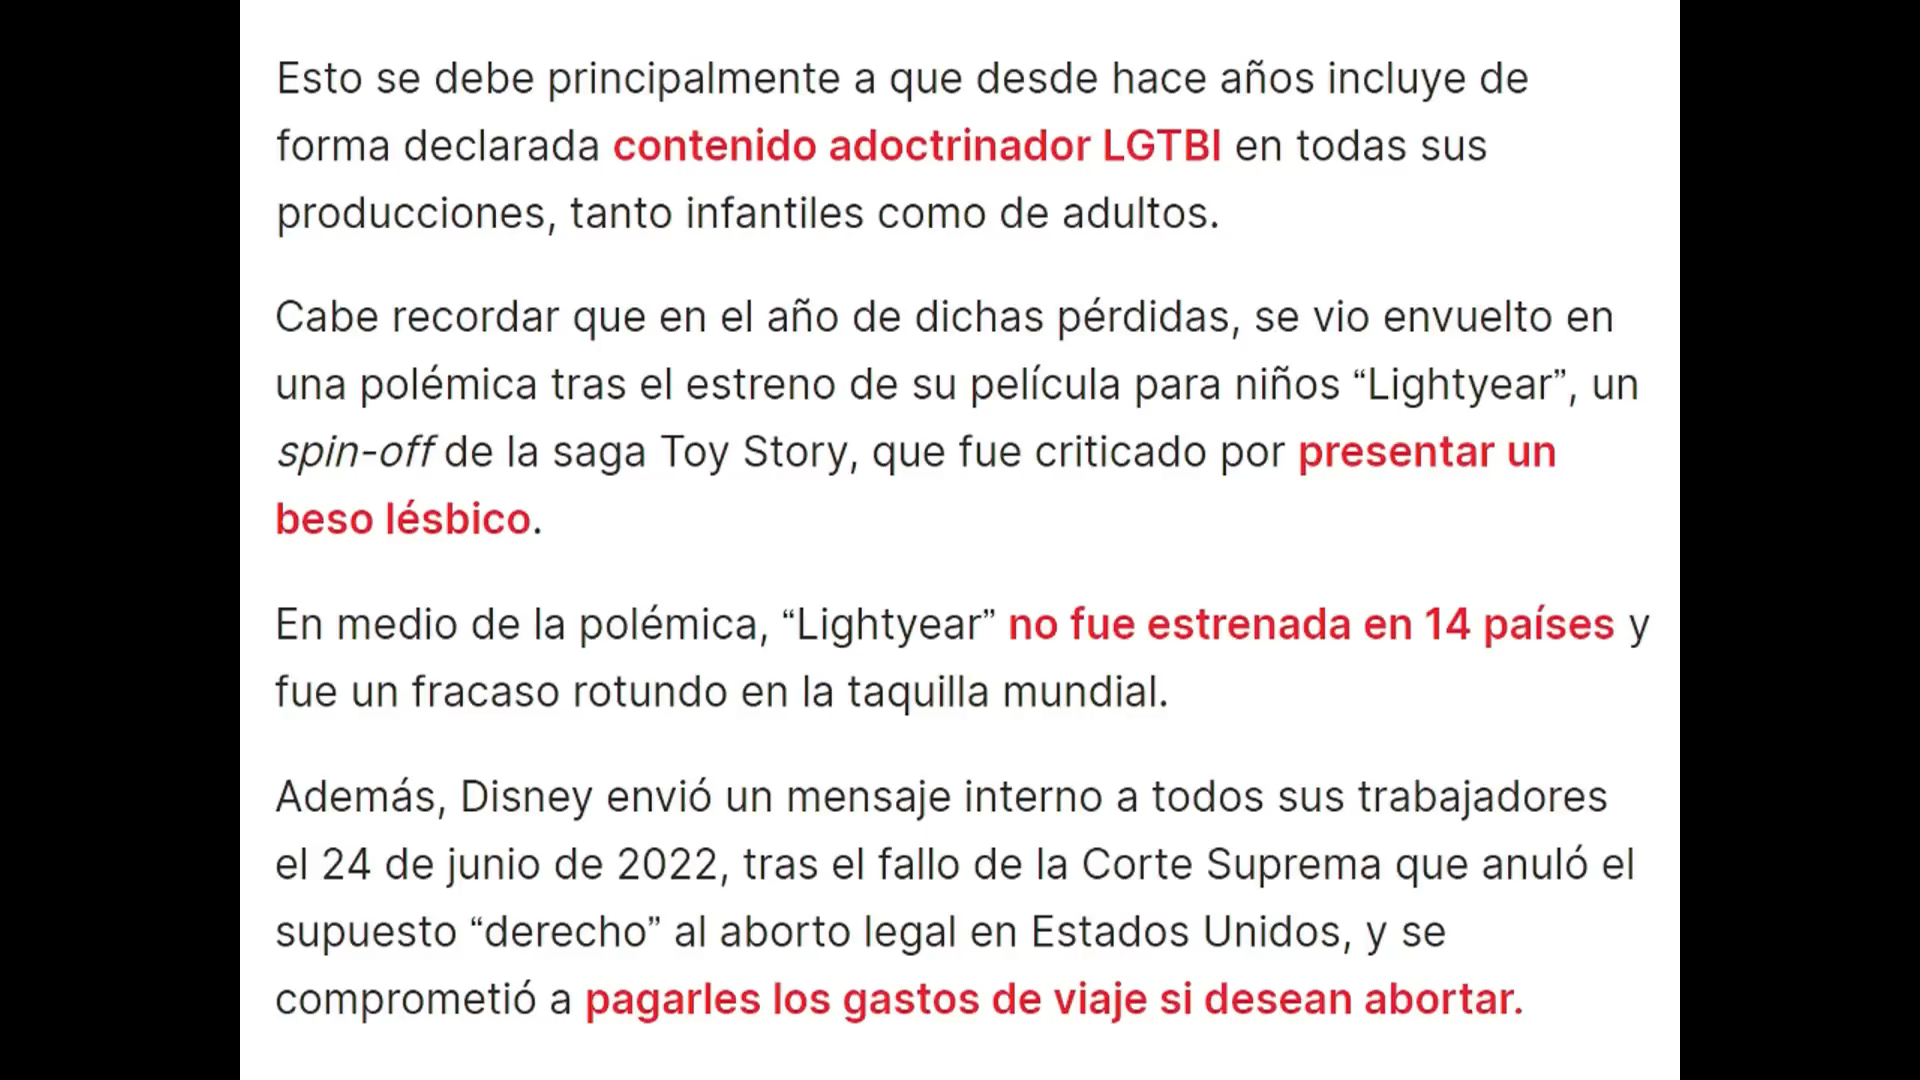 Esto se debe principalmente a que desde hace años incluye de
forma declarada contenido adoctrinador LGTBI en todas sus
producciones, tanto infantiles como de adultos.
Cabe recordar que en el año de dichas pérdidas, se vio envuelto en
una polémica tras el estreno de su película para niños “Lightyear”, un
spin-off de la saga Toy Story, que fue criticado por presentar un
beso lésbico.
En medio de la polémica, “Lightyear” no fue estrenada en 14 países y
fue un fracaso rotundo en la taquilla mundial.
Además, Disney envió un mensaje interno a todos sus trabajadores
el 24 de junio de 2022, tras el fallo de la Corte Suprema que anuló el
supuesto “derecho” al aborto legal en Estados Unidos, y se
comprometió a pagarles los gastos de viaje si desean abortar.